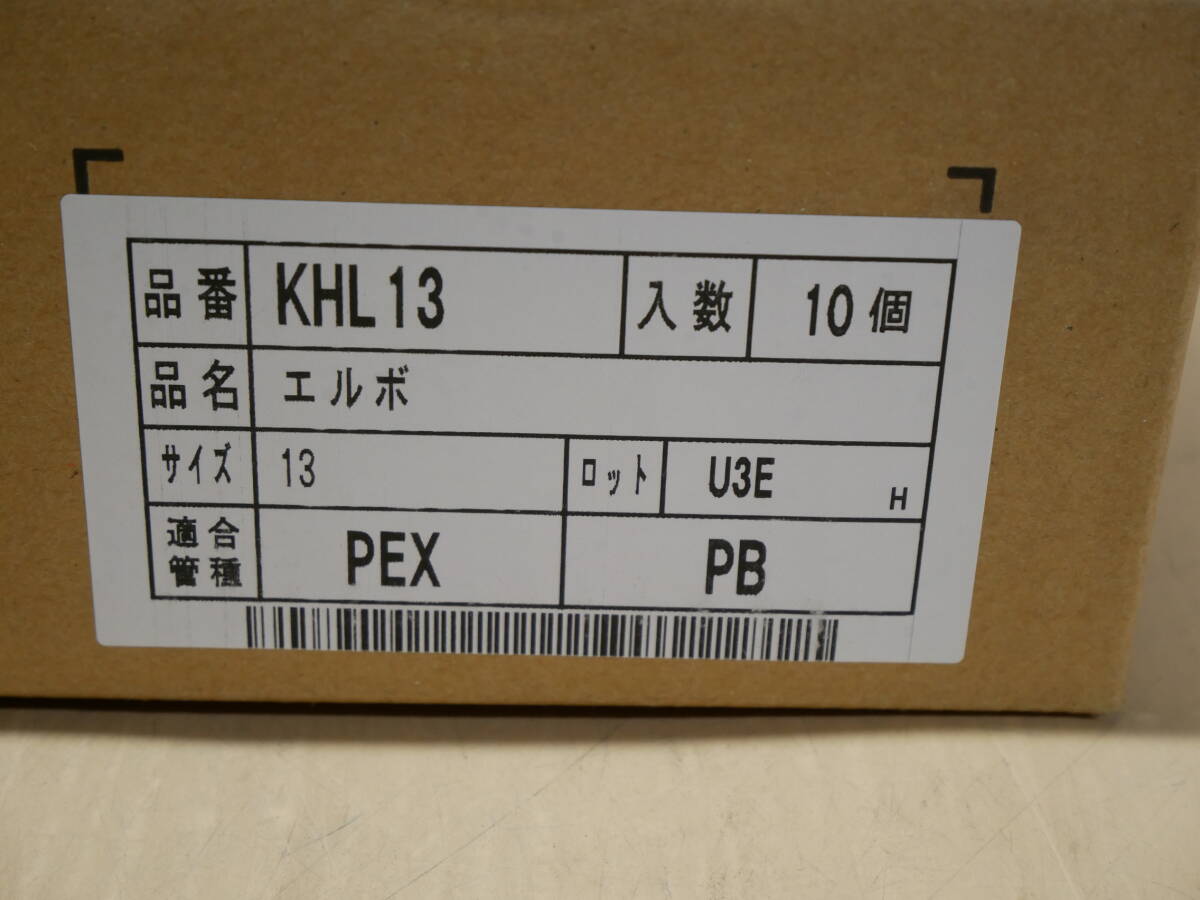 品番 KHL13 入数 10個
品名 エルボ
サイズ 13 ロット U3E H
適合管種 PEX PB